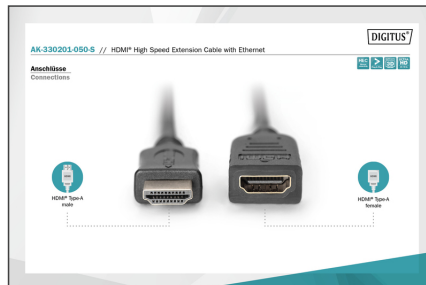 DIGITUS®
AK-330201-050-S // HDMI® High Speed Extension Cable with Ethernet
Anschlüsse
Connections
HDMI® Type-A
male
HDMI® Type-A
female